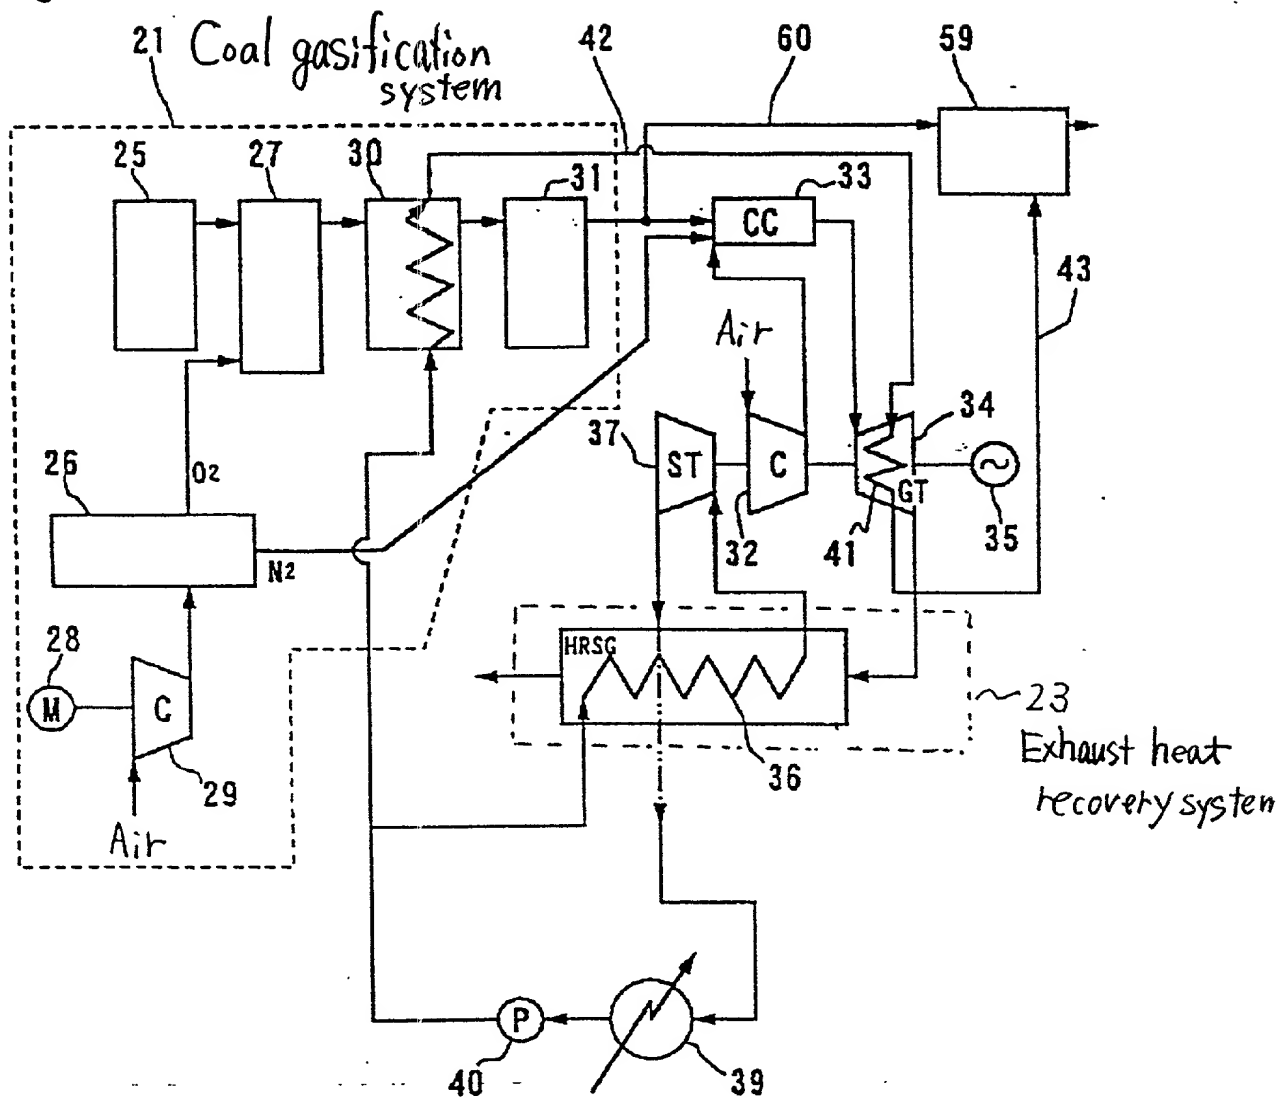 21 Coal gasification
system
42
60
59
25
27
30
31
33
CC
43
Air
34
37
ST
C
GT
26
O2
32
41
35
N2
28
HRSG
M
C
23
Exhaust heat
recovery system
36
29
Air
P
40
39